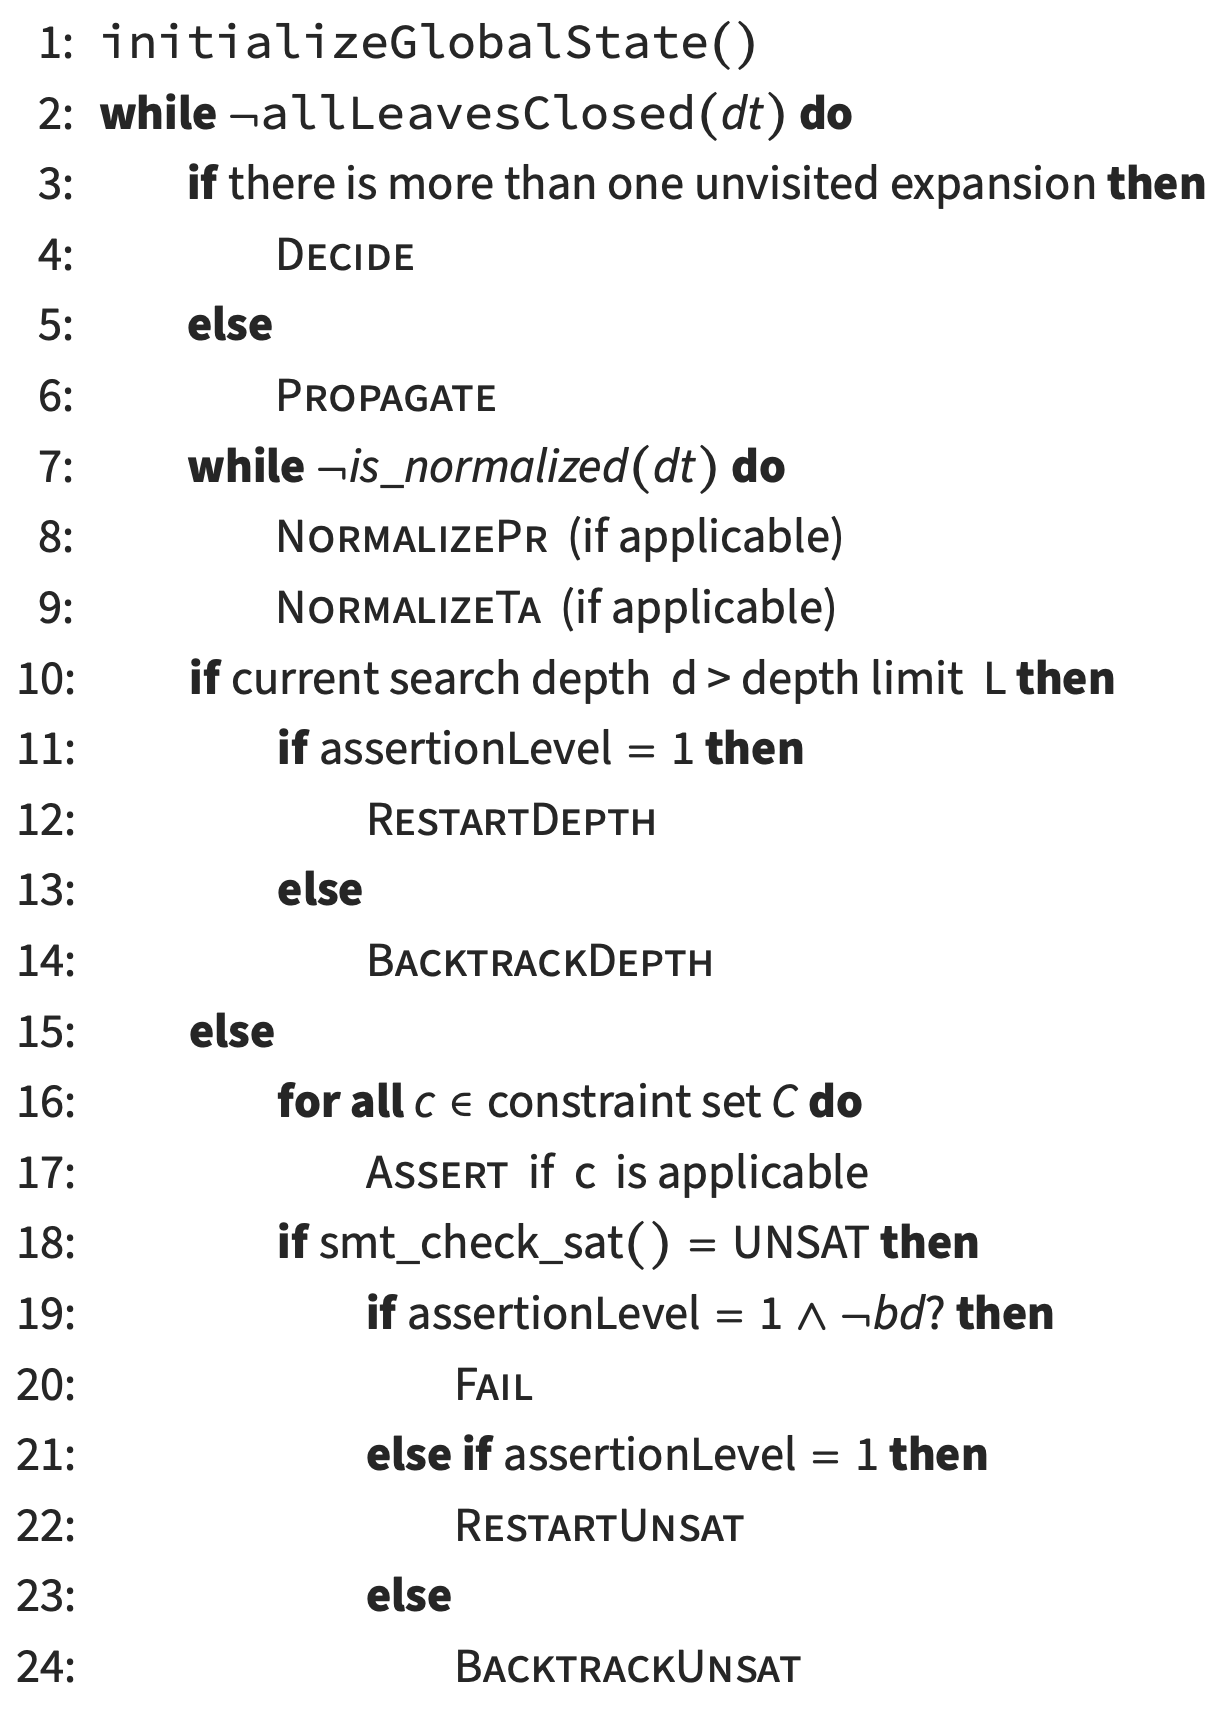 1: initializeGlobalState()
2: while ¬allLeavesClosed(dt) do
3: if there is more than one unvisited expansion then
4: DECIDE
5: else
6: PROPAGATE
7: while ¬is_normalized(dt) do
8: NORMALIZEPR (if applicable)
9: NORMALIZETA (if applicable)
10: if current search depth d > depth limit L then
11: if assertionLevel = 1 then
12: RESTARTDEPTH
13: else
14: BACKTRACKDEPTH
15: else
16: for all c ∈ constraint set C do
17: ASSERT if c is applicable
18: if smt_check_sat() = UNSAT then
19: if assertionLevel = 1 ∧ ¬bd? then
20: FAIL
21: else if assertionLevel = 1 then
22: RESTARTUNSAT
23: else
24: BACKTRACKUNSAT